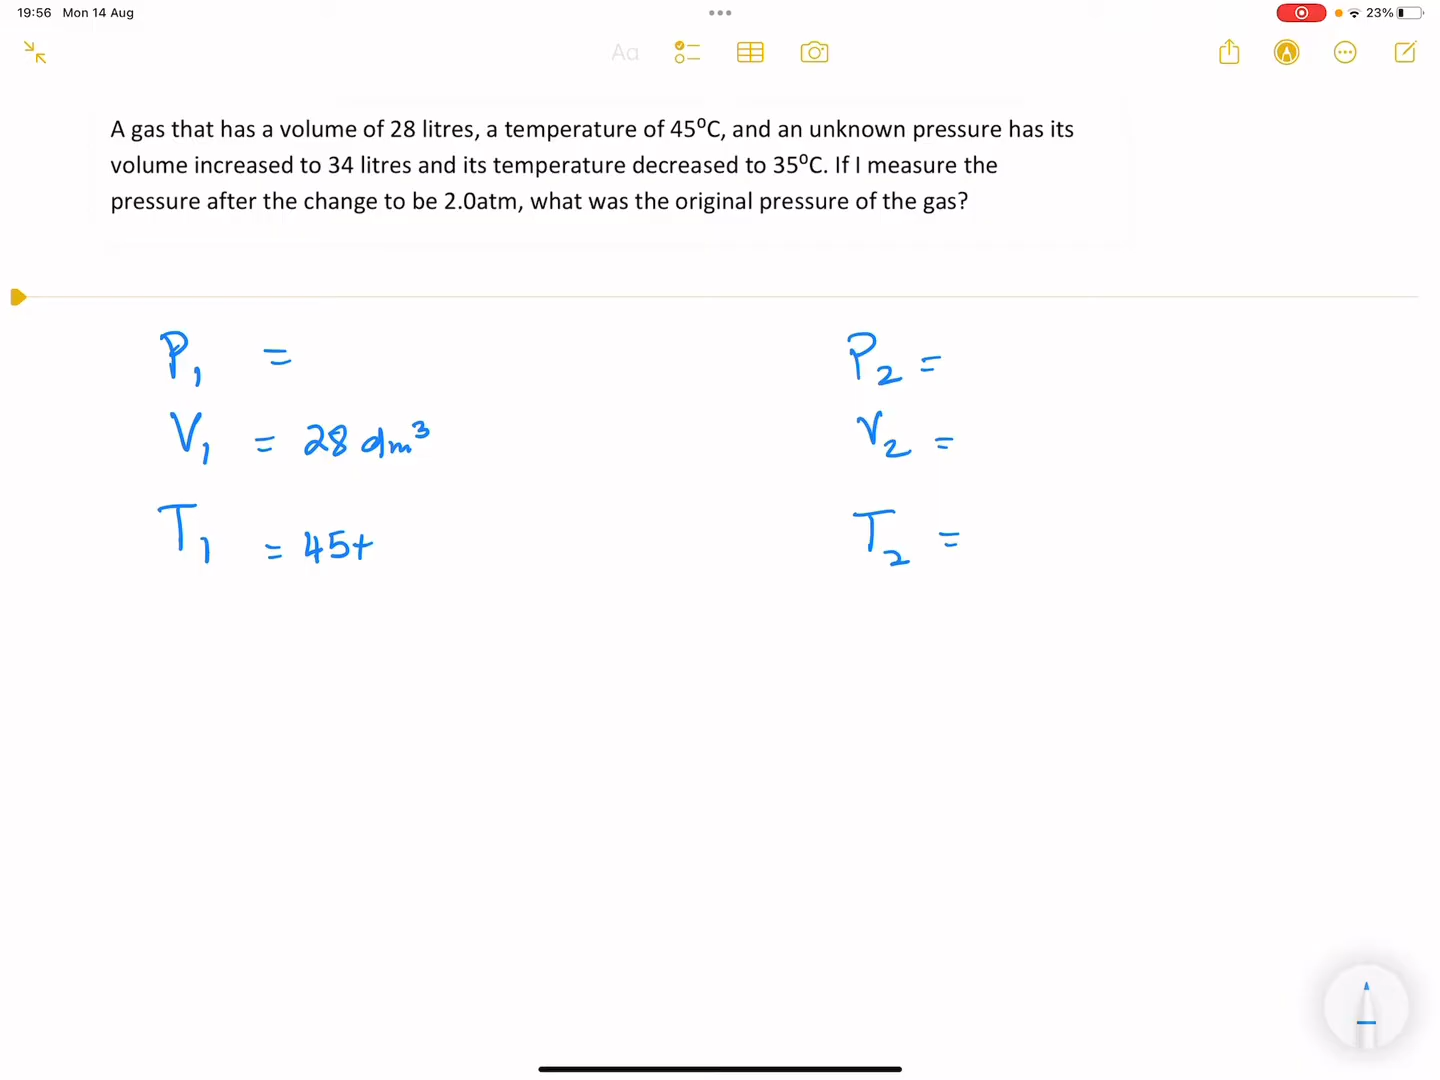 19:56 Mon 14 Aug
23%
Aa
A gas that has a volume of 28 litres, a temperature of 45⁰C, and an unknown pressure has its
volume increased to 34 litres and its temperature decreased to 35⁰C. If I measure the
pressure after the change to be 2.0atm, what was the original pressure of the gas?
P₁ =
P₂ =
V₁ = 28 dm³
V₂ =
T₁ = 45+
T₂ =